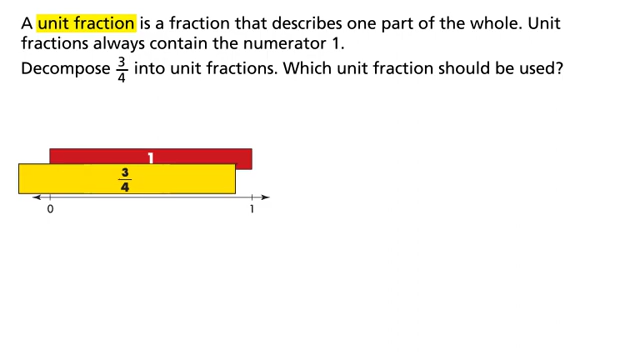 A unit fraction is a fraction that describes one part of the whole. Unit
fractions always contain the numerator 1.
Decompose 3/4 into unit fractions. Which unit fraction should be used?
1
3/4
0 1